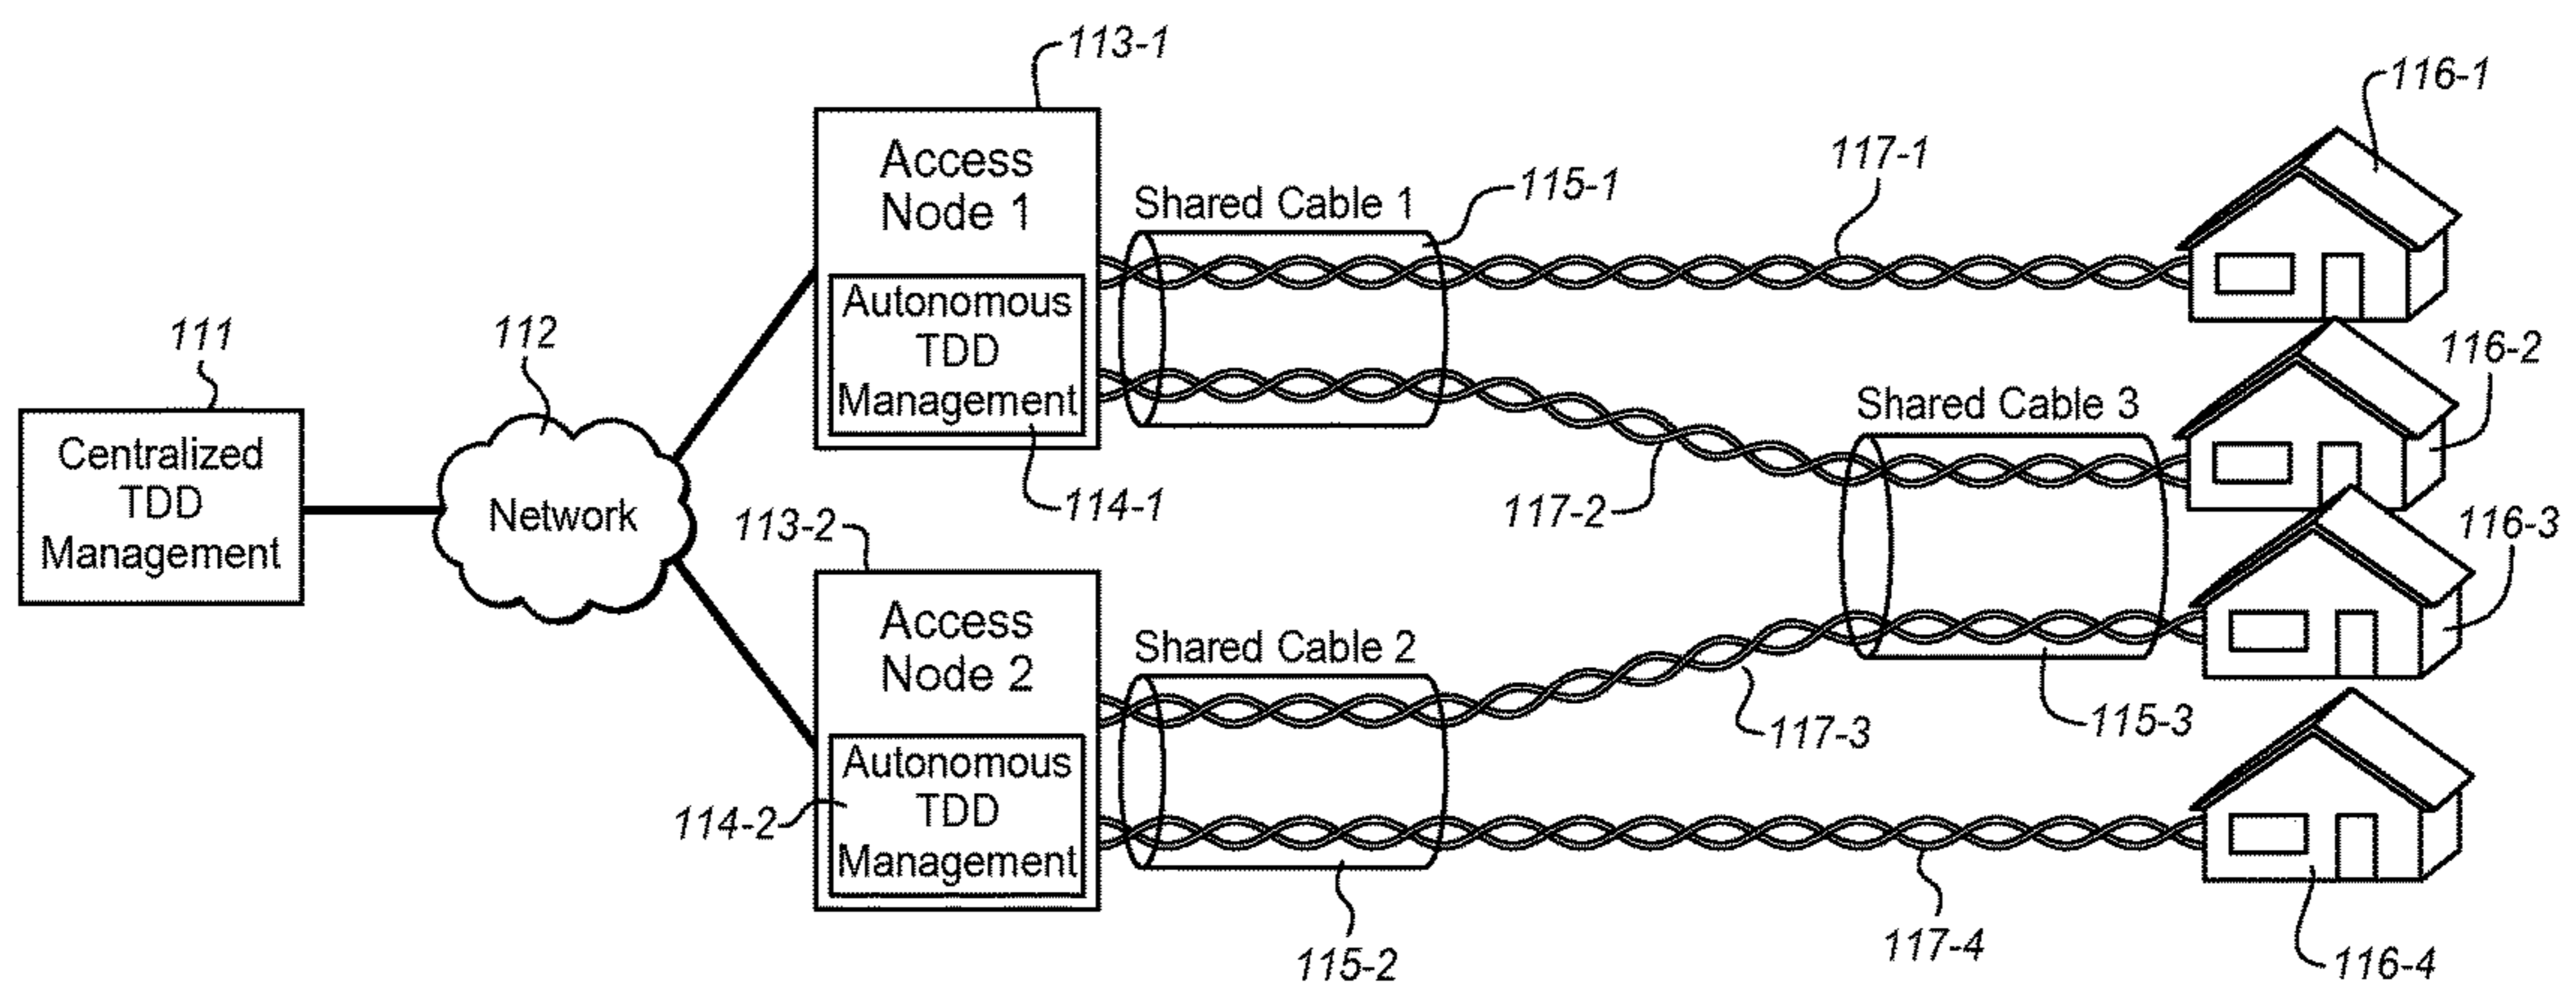 113-1
116-1
Access
Node 1
117-1
Shared Cable 1
115-1
Autonomous
TDD
Management
114-1
111
112
Centralized
TDD
Management
Network
116-2
Shared Cable 3
117-2
116-3
113-2
Access
Node 2
Shared Cable 2
117-3
115-3
Autonomous
TDD
Management
114-2
115-2
117-4
116-4